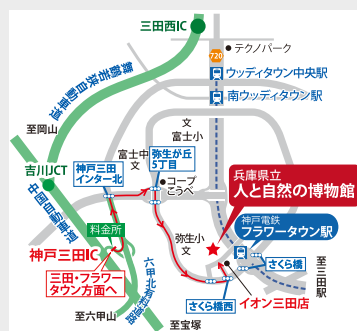 三田西IC
テクノパーク
720
ウッディタウン中央駅
南ウッディタウン駅
舞鶴若狭自動車道
至岡山
文
富士小
富士中
文
弥生が丘
5丁目
吉川JCT
神戸三田
インター北
コープ
こうべ
兵庫県立
人と自然の博物館
中国自動車道
料金所
弥生小
文
神戸電鉄
フラワータウン駅
神戸三田IC
三田・フラワー
タウン方面へ
さくら橋
至三田駅
六甲北有料道路
さくら橋西
イオン三田店
至六甲山
至宝塚